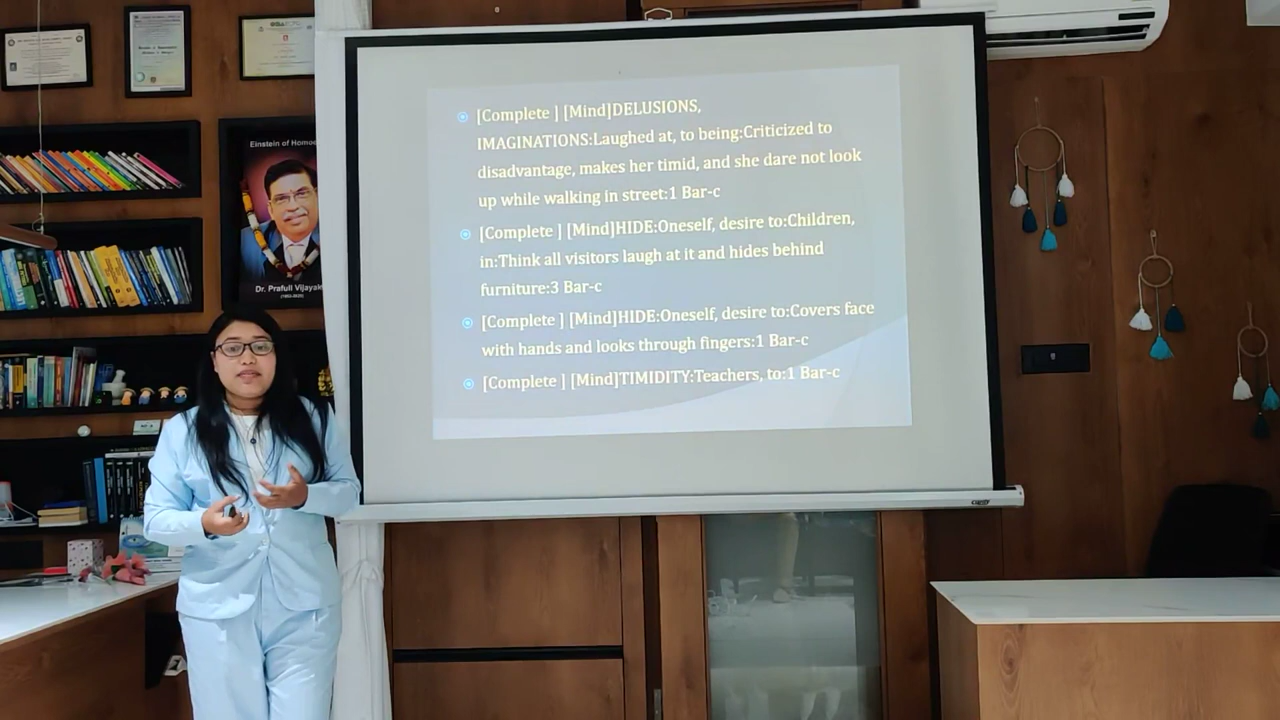 Einstein of Homoe
Dr. Prafull Vijayak
[Complete ] [Mind]DELUSIONS,
IMAGINATIONS:Laughed at, to being:Criticized to
disadvantage, makes her timid, and she dare not look
up while walking in street:1 Bar-c
[Complete ] [Mind]HIDE:Oneself, desire to:Children,
in:Think all visitors laugh at it and hides behind
furniture:3 Bar-c
[Complete ] [Mind]HIDE:Oneself, desire to:Covers face
with hands and looks through fingers:1 Bar-c
[Complete ] [Mind]TIMIDITY:Teachers, to:1 Bar-c